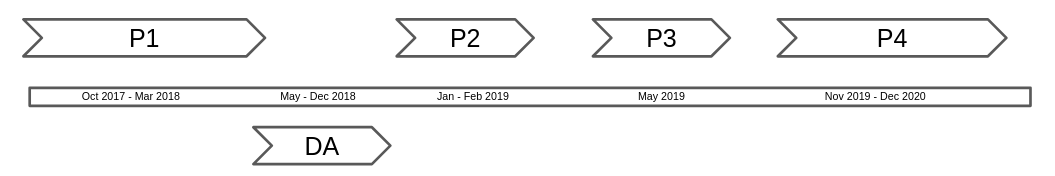 P1
P2
P3
P4
Oct 2017 - Mar 2018
May - Dec 2018
Jan - Feb 2019
May 2019
Nov 2019 - Dec 2020
DA